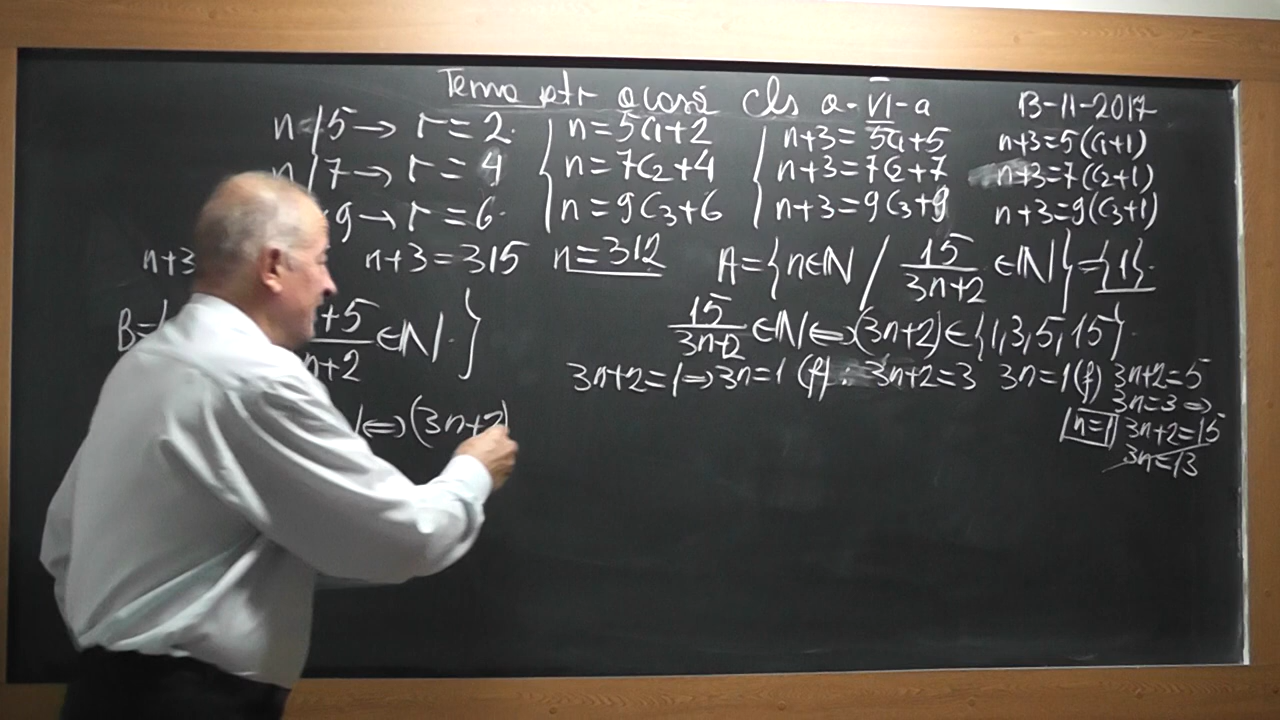 Tema ptr acasă cls a-VI-a 13-11-2017
n/5→ r=2. { n=5C₁+2 { n+3=5C₁+5 n+3=5(C₁+1)
n/7→ r=4 n=7C₂+4 n+3=7C₂+7 n+3=7(C₂+1)
9→ r=6. n=9C₃+6 n+3=9C₃+9 n+3=9(C₃+1)
n+3 n+3=315 n=312 A={n∈ℕ / 15/(3n+2) ∈ℕ}={1}.
B={ +5/n+2 ∈ℕ.} 15/(3n+2) ∈ℕ⇔(3n+2)∈{1,3,5,15}.
3n+2=1⇒3n=1 (f). 3n+2=3 3n=1(f) 3n+2=5
3n=3 ⇒
⇔(3n+2) n=1 3n+2=15
3n=13